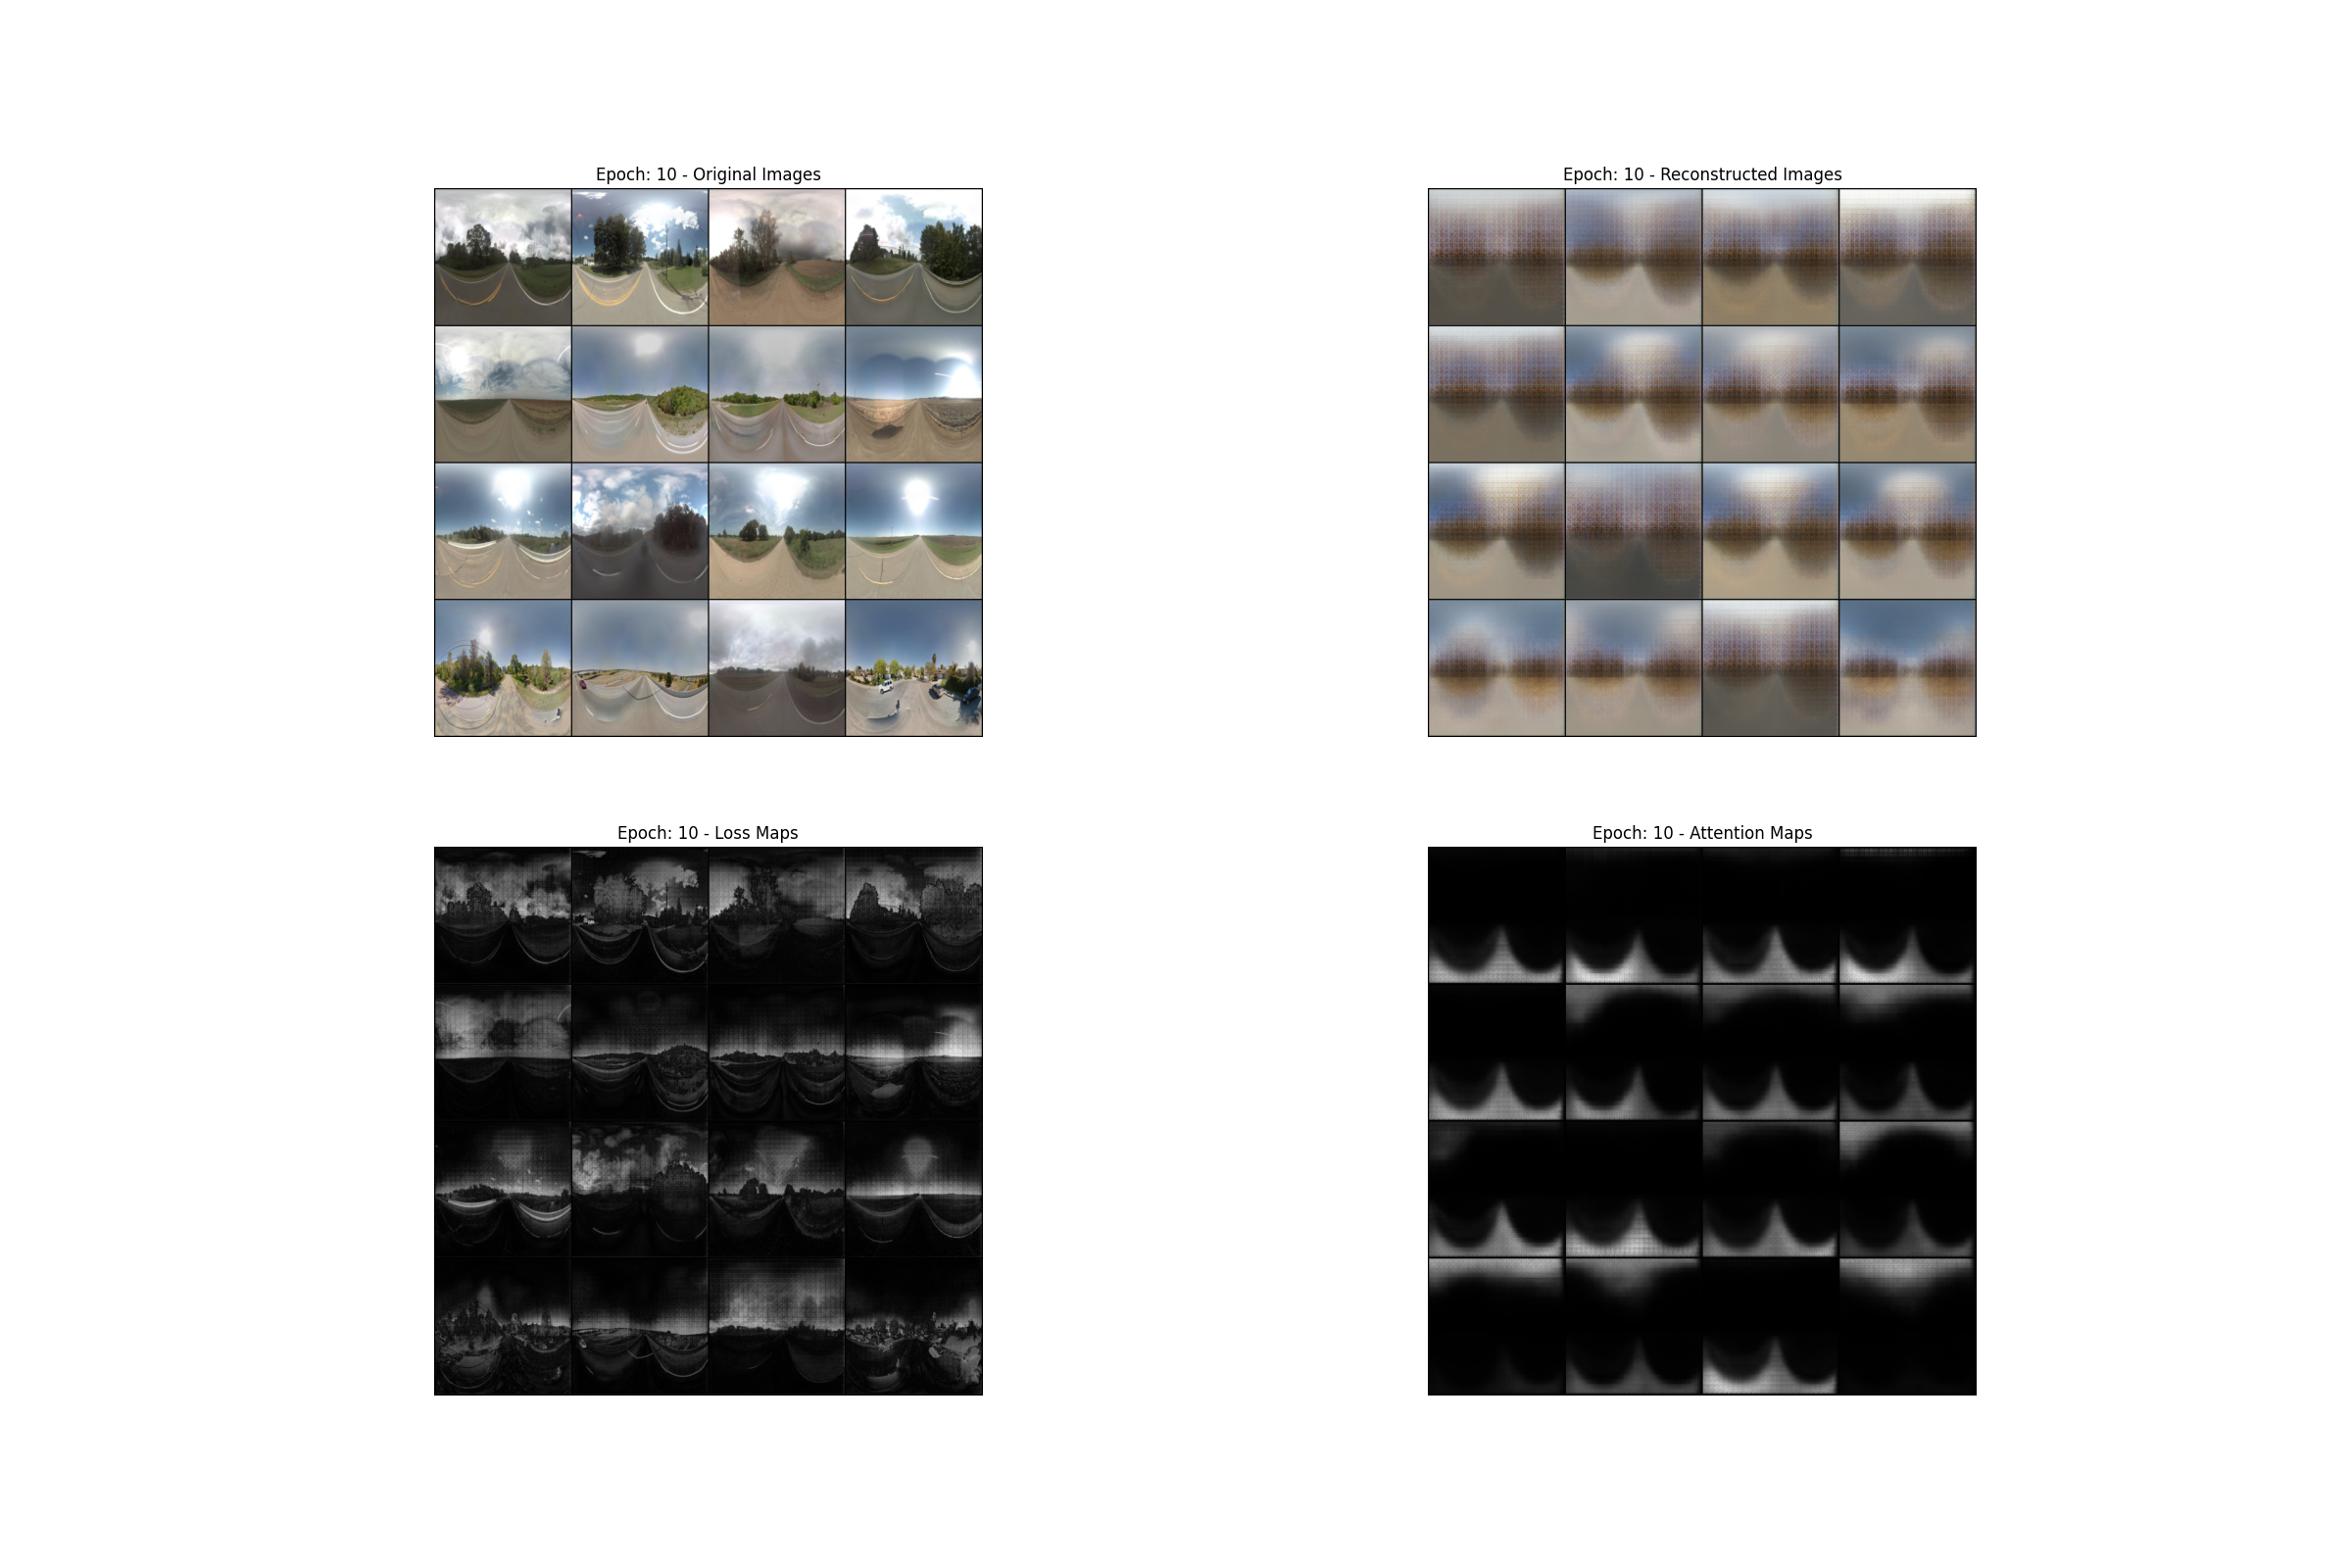 Epoch: 10 - Original Images
Epoch: 10 - Reconstructed Images
Epoch: 10 - Loss Maps
Epoch: 10 - Attention Maps